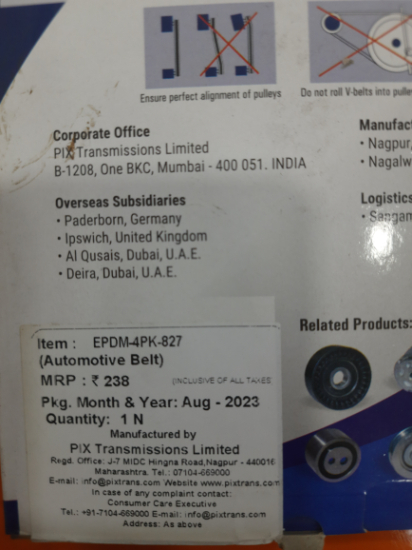 Ensure perfect alignment of pulleys
Do not roll V-belts into
Corporate Office
PIX Transmissions Limited
B-1208, One BKC, Mumbai - 400 051. INDIA
Overseas Subsidiaries
• Paderborn, Germany
• Ipswich, United Kingdom
• Al Qusais, Dubai, U.A.E.
• Deira, Dubai, U.A.E.
Manufac
• Nagpur,
• Nagalw
Logistics
• Sangam
Related Products:
Item : EPDM-4PK-827
(Automotive Belt)
MRP : ₹ 238 (INCLUSIVE OF ALL TAXES
Pkg. Month & Year: Aug - 2023
Quantity: 1 N
Manufactured by
PIX Transmissions Limited
Regd. Office: J-7 MIDC Hingna Road,Nagpur - 440016
Maharashtra. Tel.: 07104-669000
E-mail: info@pixtrans.com Website www.pixtrans.com
In case of any complaint contact:
Consumer Care Executive
Tel.: +91-7104-669000 E-mail: info@pixtrans.com
Address: As above